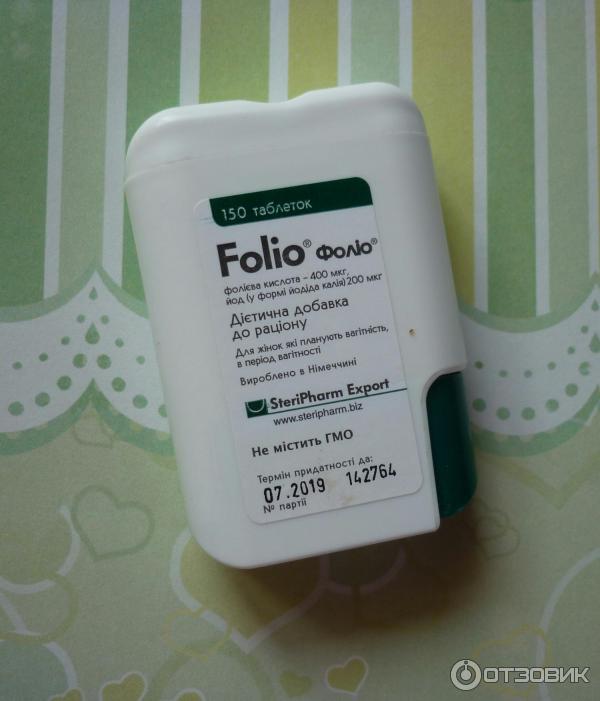 150 таблеток
Folio® Фоліо®
фолієва кислота – 400 мкг,
йод (у формі йодіда калія) 200 мкг
Дієтична добавка
до раціону
Для жінок які планують вагітність,
в період вагітності
Вироблено в Німеччині
SteriPharm Export
www.steripharm.biz
Не містить ГМО
Термін придатності до:
07.2019 142764
№ партії
ОТЗОВИК